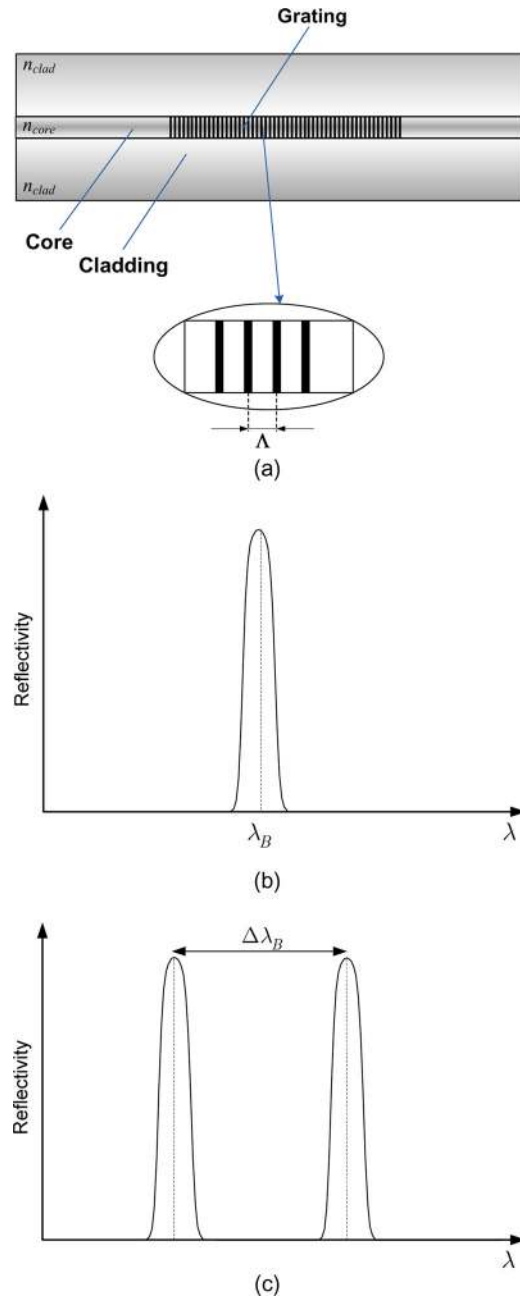 Grating
n_clad
n_core
n_clad
Core
Cladding
Λ
(a)
Reflectivity
λ_B
λ
(b)
Δλ_B
Reflectivity
λ
(c)